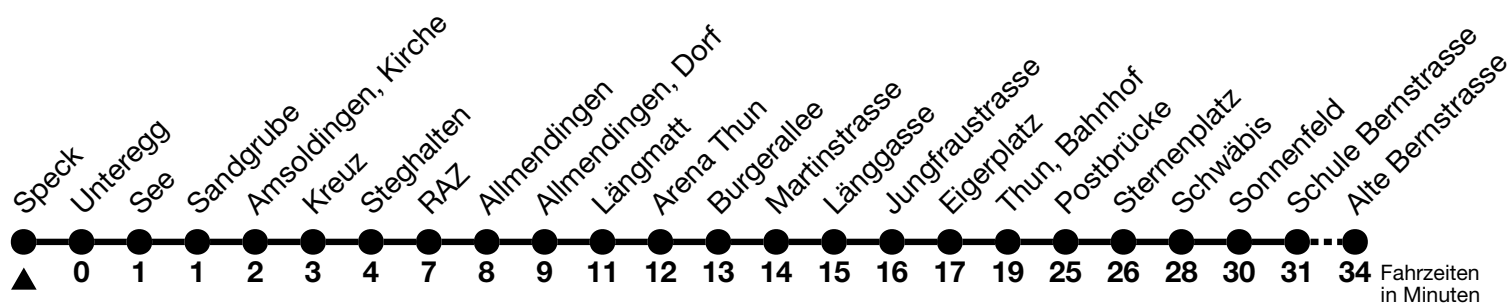 Speck
Unteregg
See
Sandgrube
Amsoldingen, Kirche
Kreuz
Steghalten
RAZ
Allmendingen
Allmendingen, Dorf
Längmatt
Arena Thun
Burgerallee
Martinstrasse
Länggasse
Jungfraustrasse
Eigerplatz
Thun, Bahnhof
Postbrücke
Sternenplatz
Schwäbis
Sonnenfeld
Schule Bernstrasse
Alte Bernstrasse
0 1 1 2 3 4 7 8 9 11 12 13 14 15 16 17 19 25 26 28 30 31 34 Fahrzeiten
in Minuten